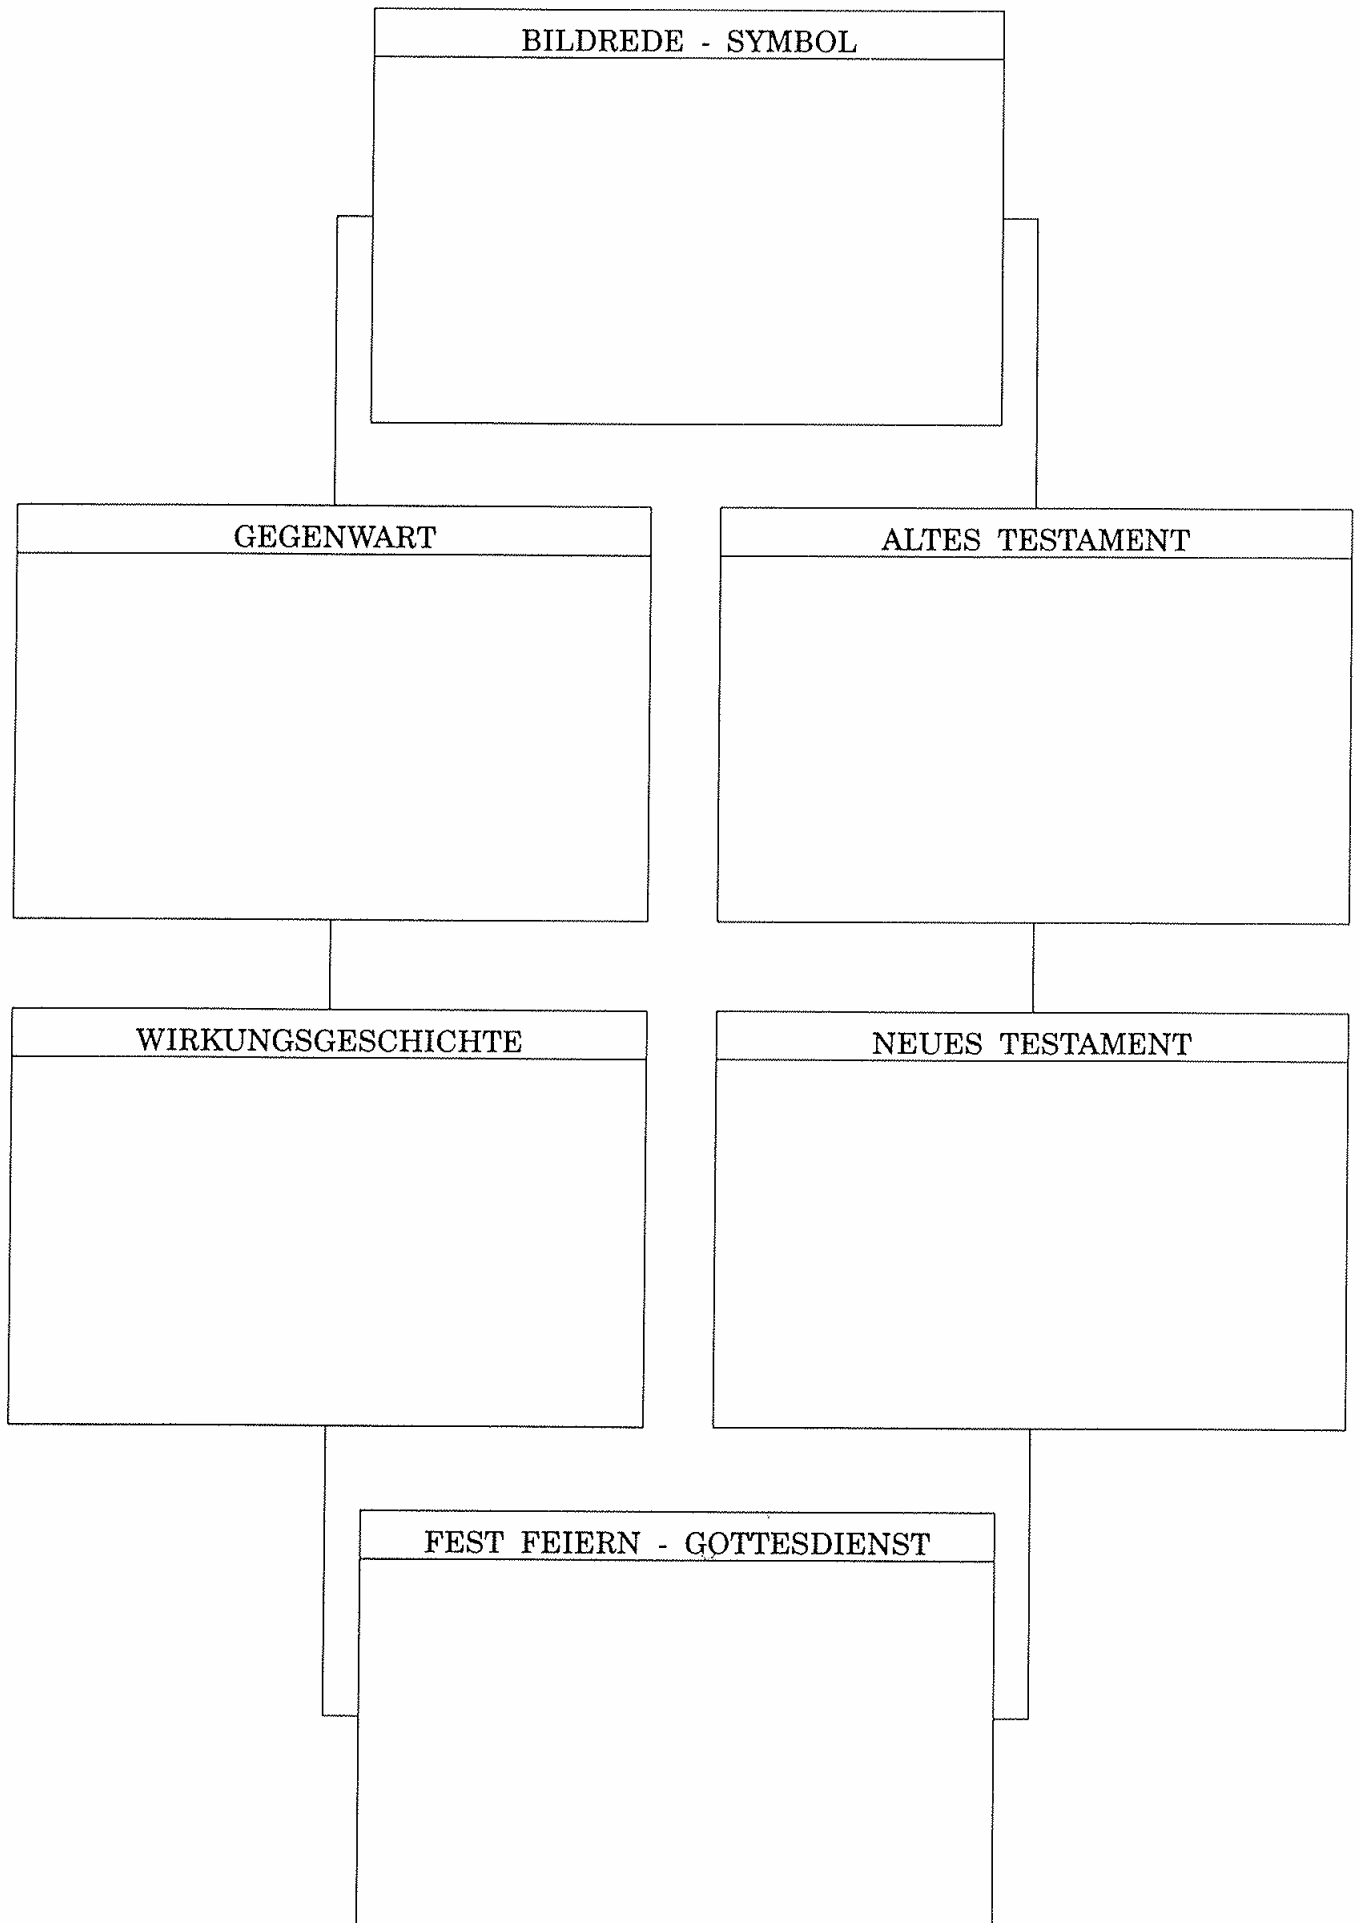 BILDREDE - SYMBOL
GEGENWART
ALTES TESTAMENT
WIRKUNGSGESCHICHTE
NEUES TESTAMENT
FEST FEIERN - GOTTESDIENST